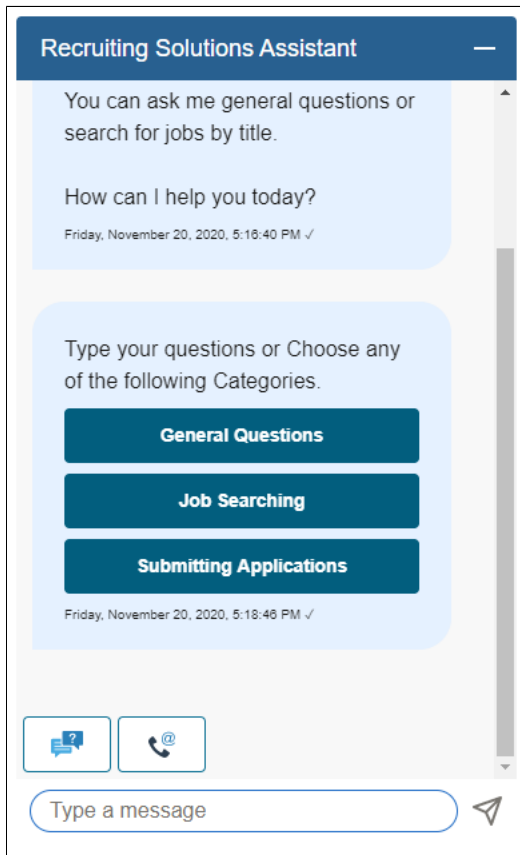 Recruiting Solutions Assistant
You can ask me general questions or
search for jobs by title.
How can I help you today?
Friday, November 20, 2020, 5:16:40 PM ✓
Type your questions or Choose any
of the following Categories.
General Questions
Job Searching
Submitting Applications
Friday, November 20, 2020, 5:18:46 PM ✓
?
@
Type a message